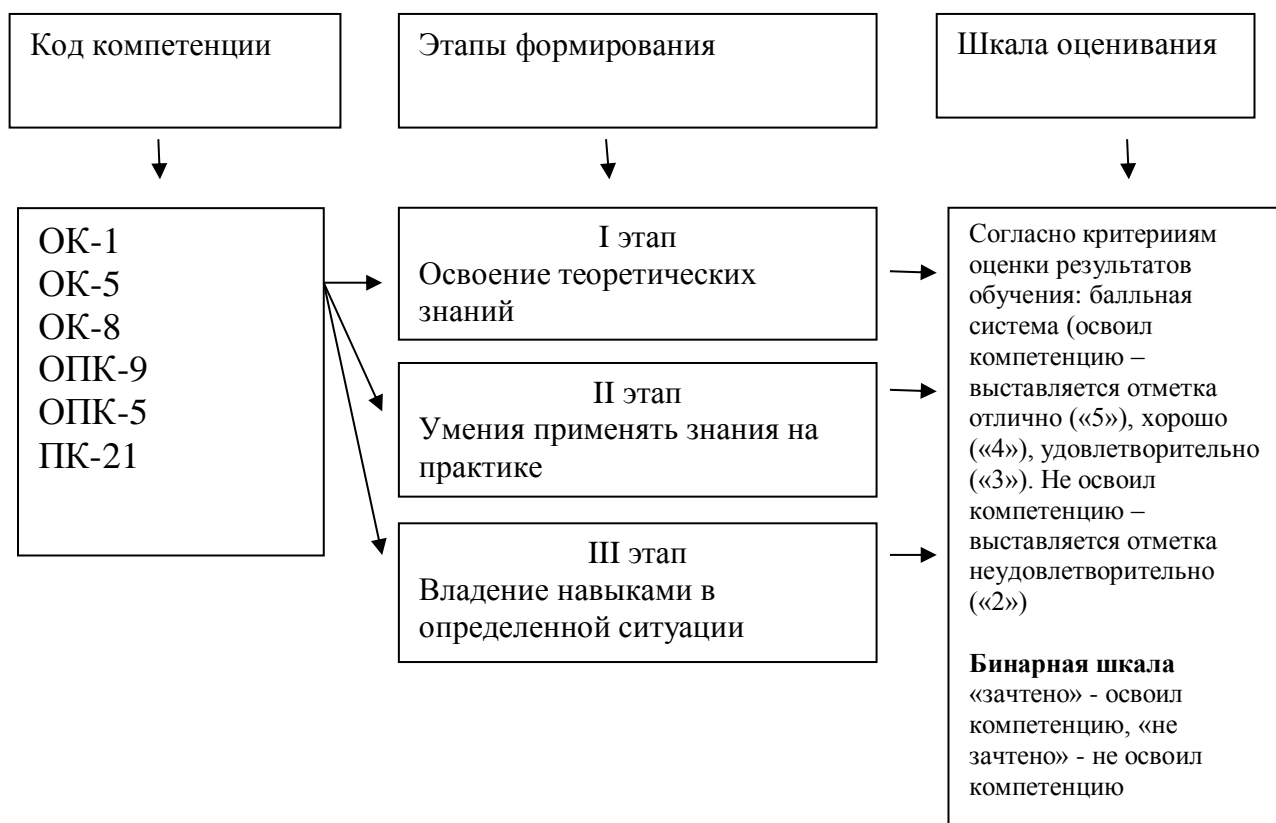 Код компетенции
Этапы формирования
Шкала оценивания
ОК-1
ОК-5
ОК-8
ОПК-9
ОПК-5
ПК-21
I этап
Освоение теоретических
знаний
II этап
Умения применять знания на
практике
III этап
Владение навыками в
определенной ситуации
Согласно критерииям
оценки результатов
обучения: балльная
система (освоил
компетенцию –
выставляется отметка
отлично («5»), хорошо
(«4»), удовлетворительно
(«3»). Не освоил
компетенцию –
выставляется отметка
неудовлетворительно
(«2»)
Бинарная шкала
«зачтено» - освоил
компетенцию, «не
зачтено» - не освоил
компетенцию